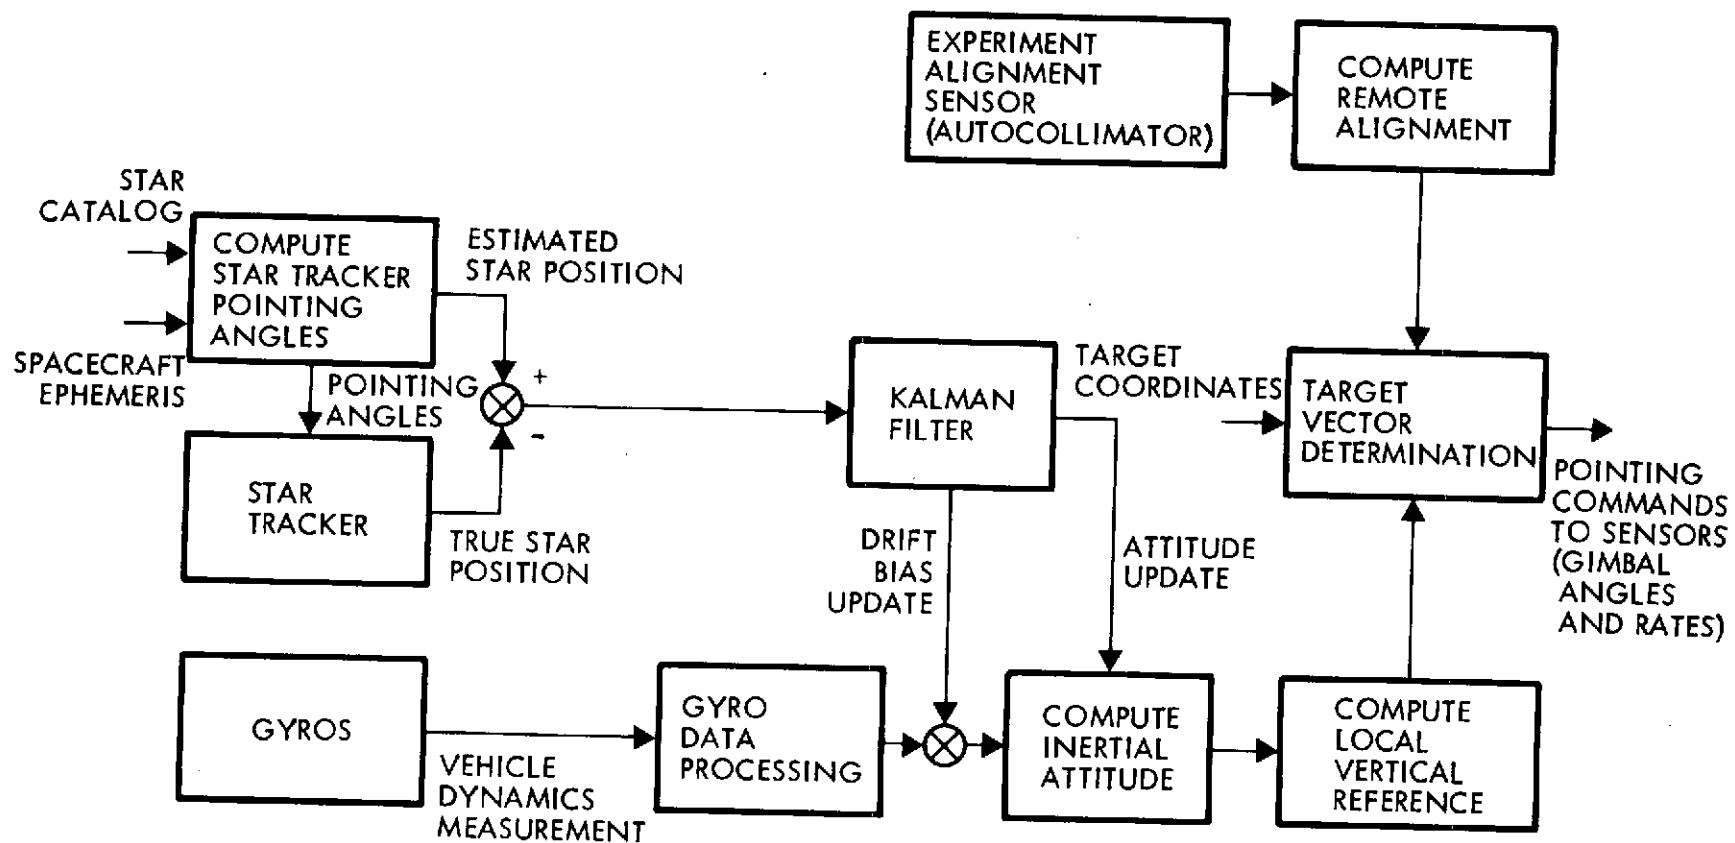 EXPERIMENT
ALIGNMENT
SENSOR
(AUTOCOLLIMATOR)
COMPUTE
REMOTE
ALIGNMENT
STAR
CATALOG
SPACECRAFT
EPHEMERIS
COMPUTE
STAR TRACKER
POINTING
ANGLES
ESTIMATED
STAR POSITION
POINTING
ANGLES
+
-
STAR
TRACKER
TRUE STAR
POSITION
KALMAN
FILTER
TARGET
COORDINATES
TARGET
VECTOR
DETERMINATION
POINTING
COMMANDS
TO SENSORS
(GIMBAL
ANGLES
AND RATES)
DRIFT
BIAS
UPDATE
ATTITUDE
UPDATE
GYROS
VEHICLE
DYNAMICS
MEASUREMENT
GYRO
DATA
PROCESSING
COMPUTE
INERTIAL
ATTITUDE
COMPUTE
LOCAL
VERTICAL
REFERENCE